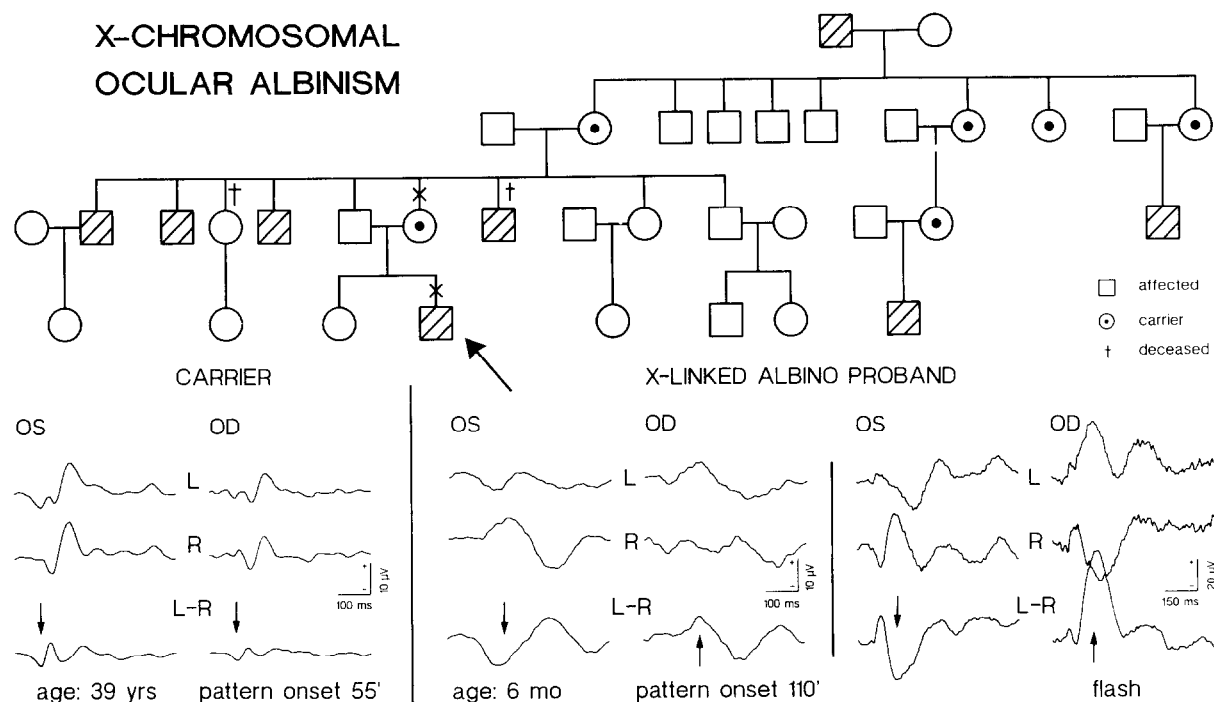 X-CHROMOSOMAL
OCULAR ALBINISM
† †
affected
carrier
† deceased
CARRIER
X-LINKED ALBINO PROBAND
OS OD OS OD OS OD
L L L
R R R
+ - 10 µV
100 ms
+ - 10 µV
100 ms
+ - 20 µV
150 ms
L-R L-R L-R
age: 39 yrs pattern onset 55' age: 6 mo pattern onset 110' flash